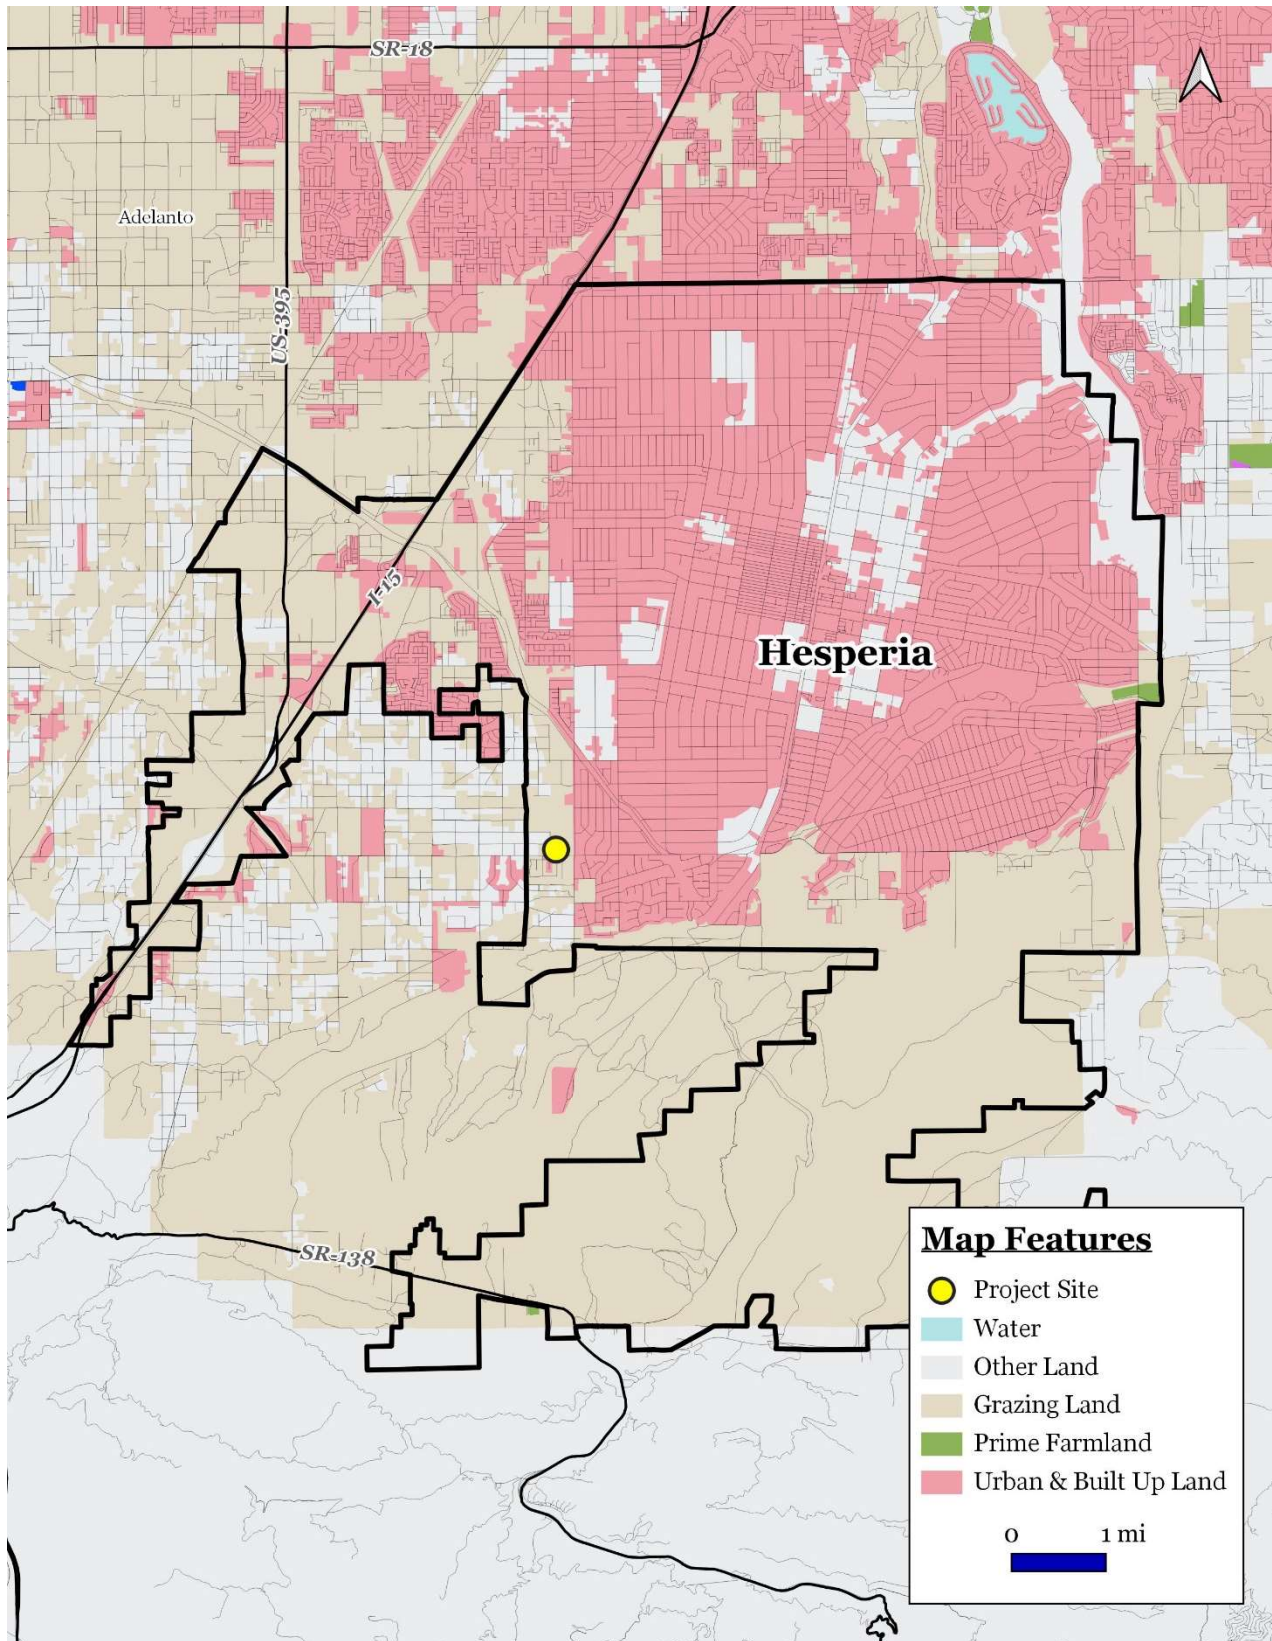 SR-18
Adelanto
US-395
I-15
Hesperia
SR-138
Map Features
Project Site
Water
Other Land
Grazing Land
Prime Farmland
Urban & Built Up Land
0 1 mi